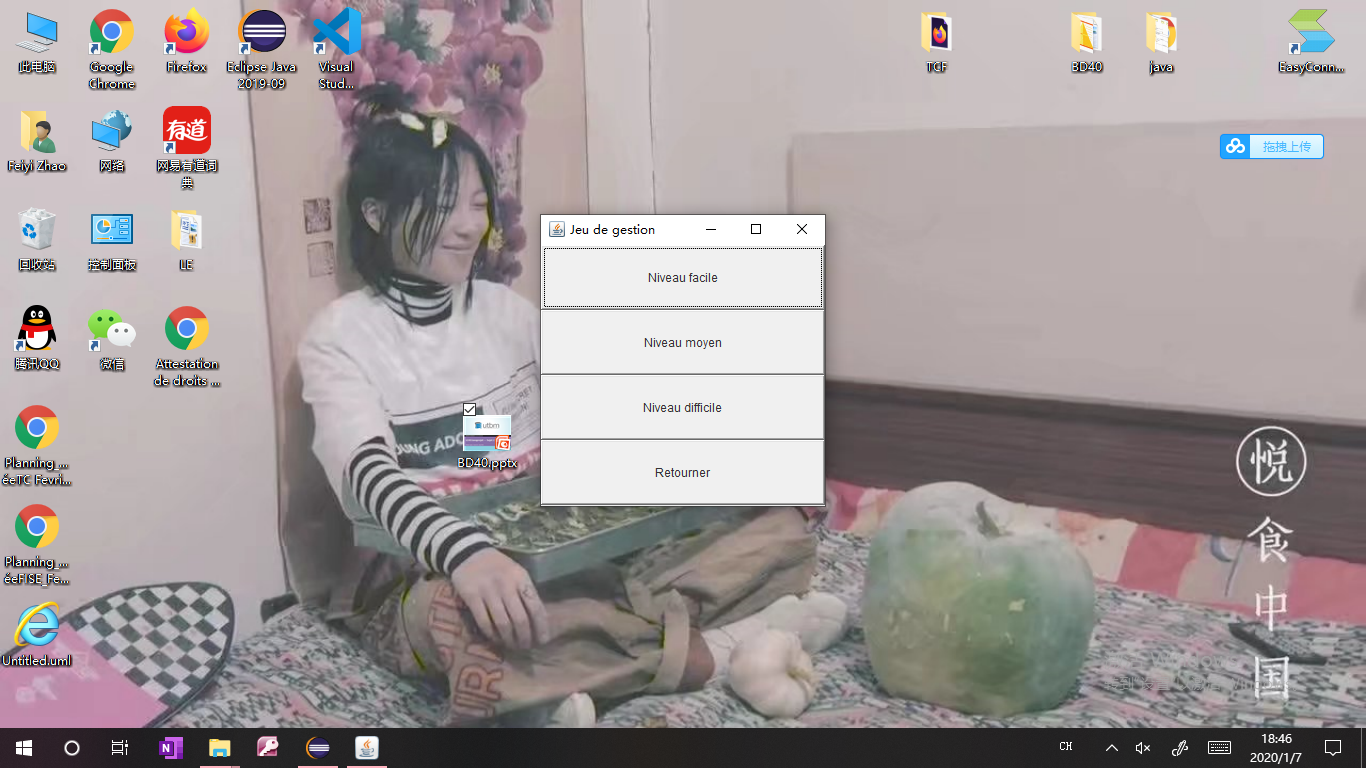 此电脑
Google
Chrome
Firefox
Eclipse Java
2019-09
Visual
Stud...
TCF
BD40
java
EasyConn...
Feiyi Zhao
网络
有道
网易有道词
典
拖拽上传
回收站
控制面板
LE
Jeu de gestion
Niveau facile
Niveau moyen
Niveau difficile
Retourner
腾讯QQ
微信
Attestation
de droits ...
utbm
BD40.pptx
Planning_...
éeTC Fevri...
Planning_...
éeFISE_Fe...
Untitled.uml
悦
食
中
国
N
CH
18:46
2020/1/7